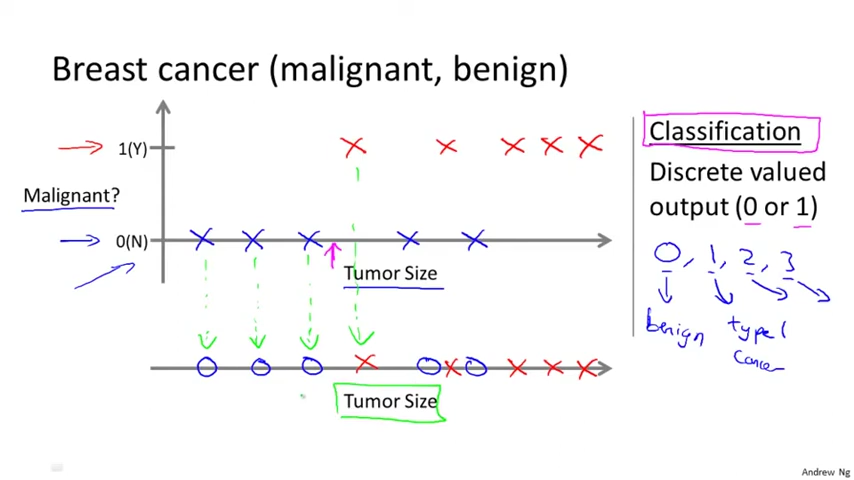 Breast cancer (malignant, benign)
1(Y)
Malignant?
0(N)
Tumor Size
Tumor Size
Classification
Discrete valued
output (0 or 1)
0, 1, 2, 3
benign
type 1
cancer
Andrew Ng